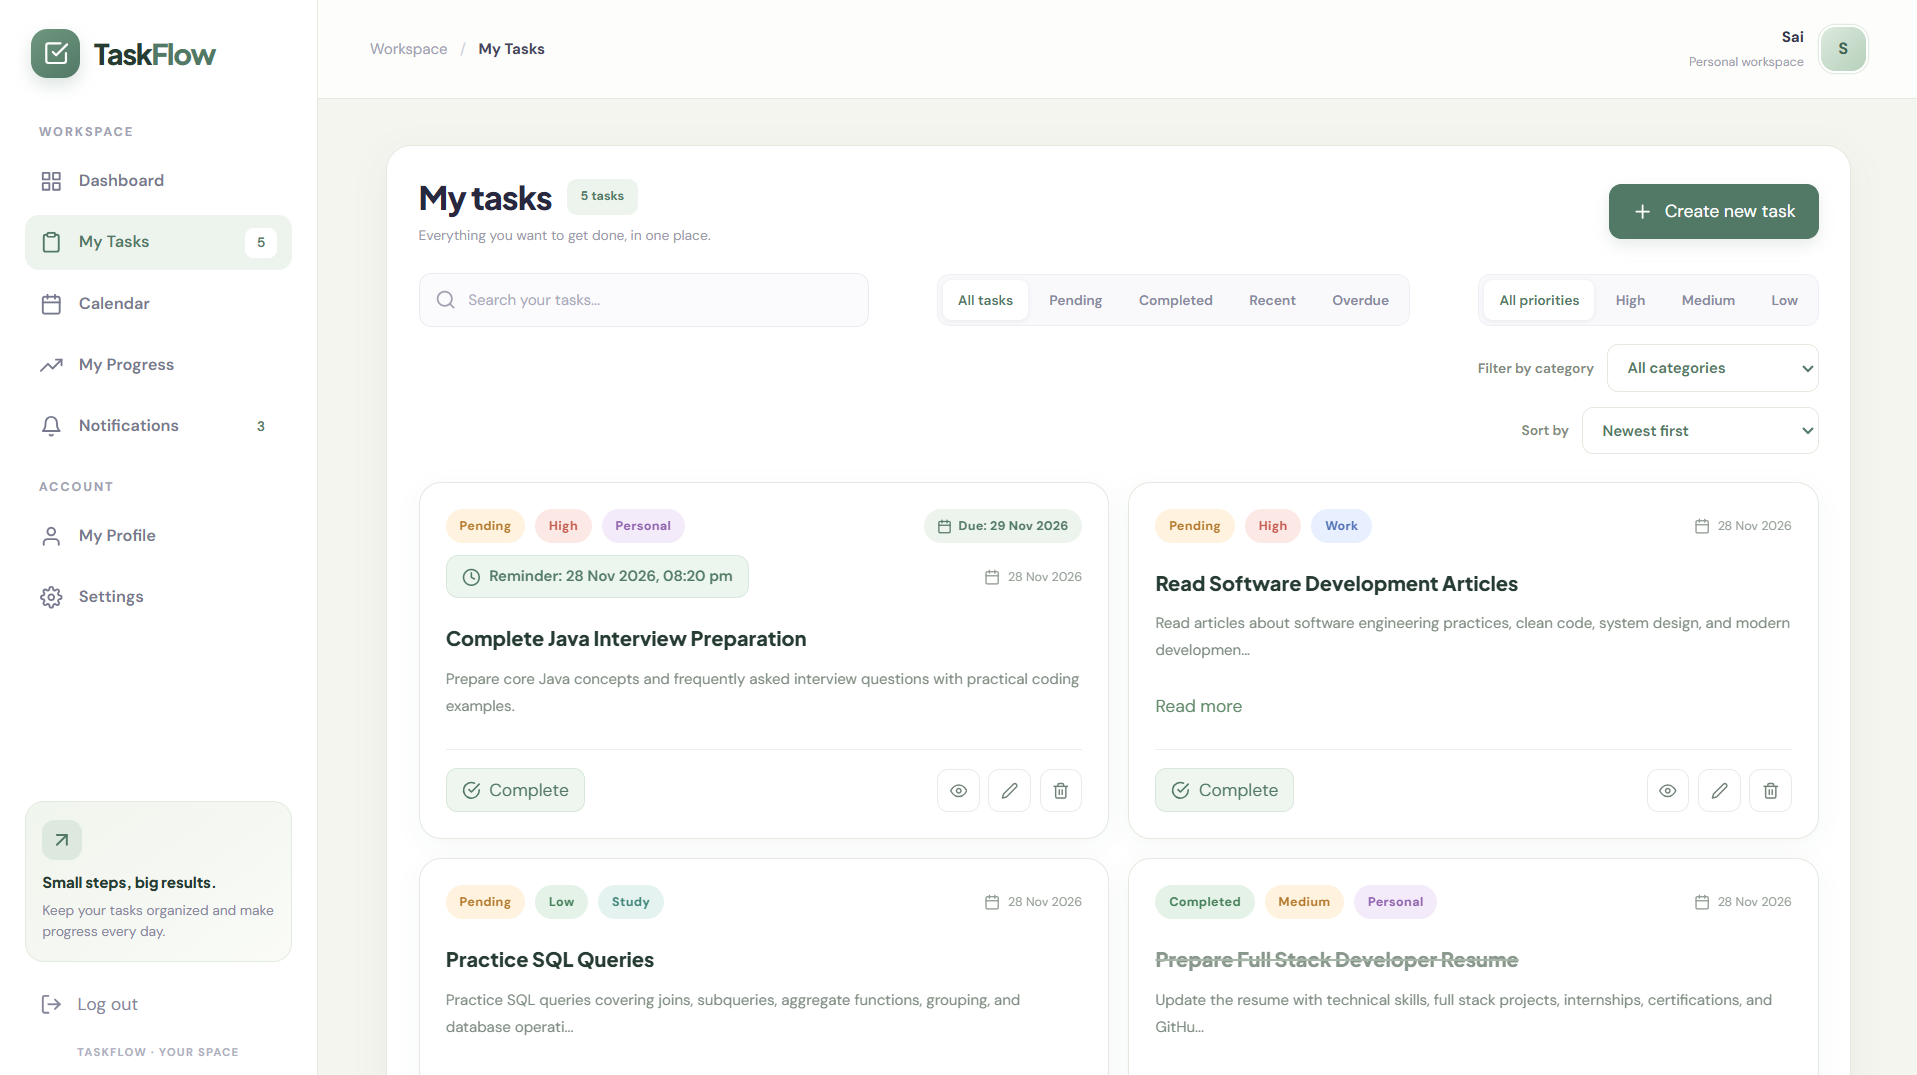 TaskFlow
WORKSPACE
Dashboard
My Tasks 5
Calendar
My Progress
Notifications 3
ACCOUNT
My Profile
Settings
Small steps, big results.
Keep your tasks organized and make
progress every day.
Log out
TASKFLOW · YOUR SPACE
Workspace / My Tasks
Sai
Personal workspace
S
My tasks 5 tasks
Everything you want to get done, in one place.
+ Create new task
Search your tasks...
All tasks Pending Completed Recent Overdue
All priorities High Medium Low
Filter by category All categories
Sort by Newest first
Pending High Personal Due: 29 Nov 2026
Reminder: 28 Nov 2026, 08:20 pm 28 Nov 2026
Complete Java Interview Preparation
Prepare core Java concepts and frequently asked interview questions with practical coding
examples.
Complete
Pending High Work 28 Nov 2026
Read Software Development Articles
Read articles about software engineering practices, clean code, system design, and modern
developmen...
Read more
Complete
Pending Low Study 28 Nov 2026
Practice SQL Queries
Practice SQL queries covering joins, subqueries, aggregate functions, grouping, and
database operati...
Completed Medium Personal 28 Nov 2026
Prepare Full Stack Developer Resume
Update the resume with technical skills, full stack projects, internships, certifications, and
GitHu...